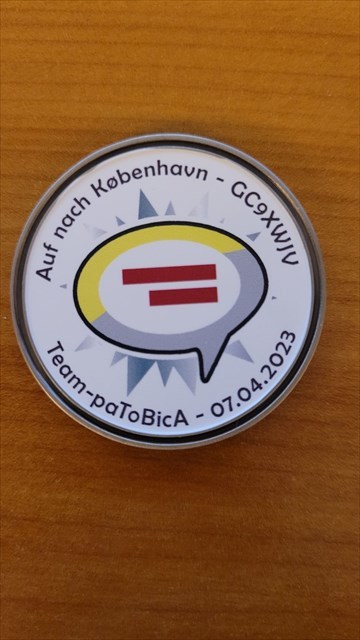 Auf nach København - GC9XWJV
Team-paToBicA - 07.04.2023